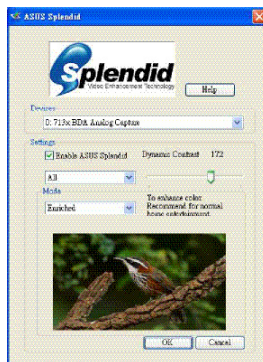 ASUS Splendid
Splendid
Video Enhancement Technology
Help
Devices
0: 713x BDA Analog Capture
Settings
Enable ASUS Splendid
Dynamic Contrast 172
All
Mode
Enriched
To enhance color.
Recommend for normal
home entertainment.
OK
Cancel